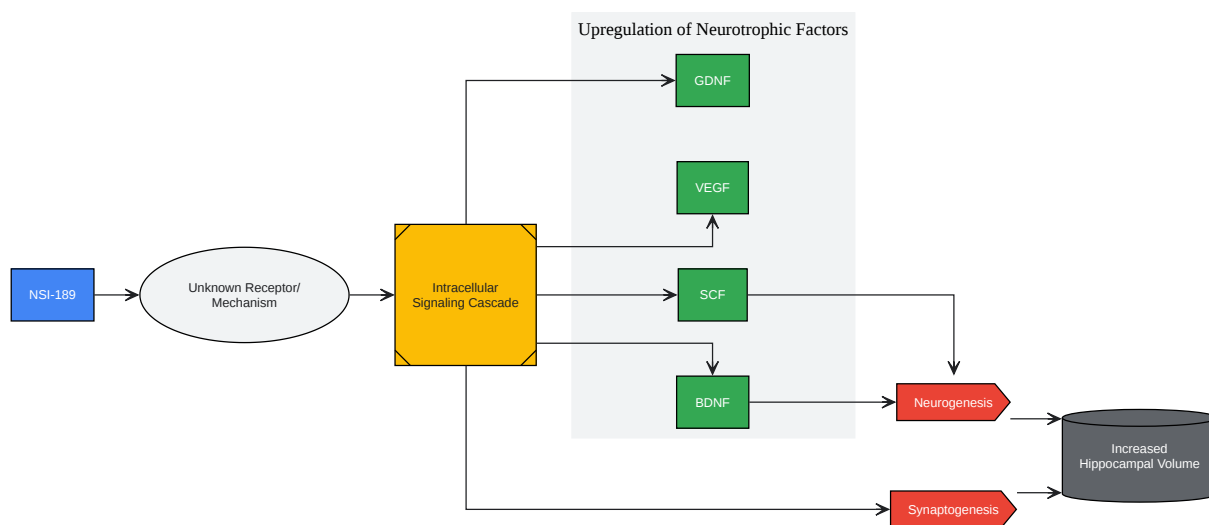 Upregulation of Neurotrophic Factors
GDNF
VEGF
NSI-189
Unknown Receptor/
Mechanism
Intracellular
Signaling Cascade
SCF
BDNF
Neurogenesis
Increased
Hippocampal Volume
Synaptogenesis